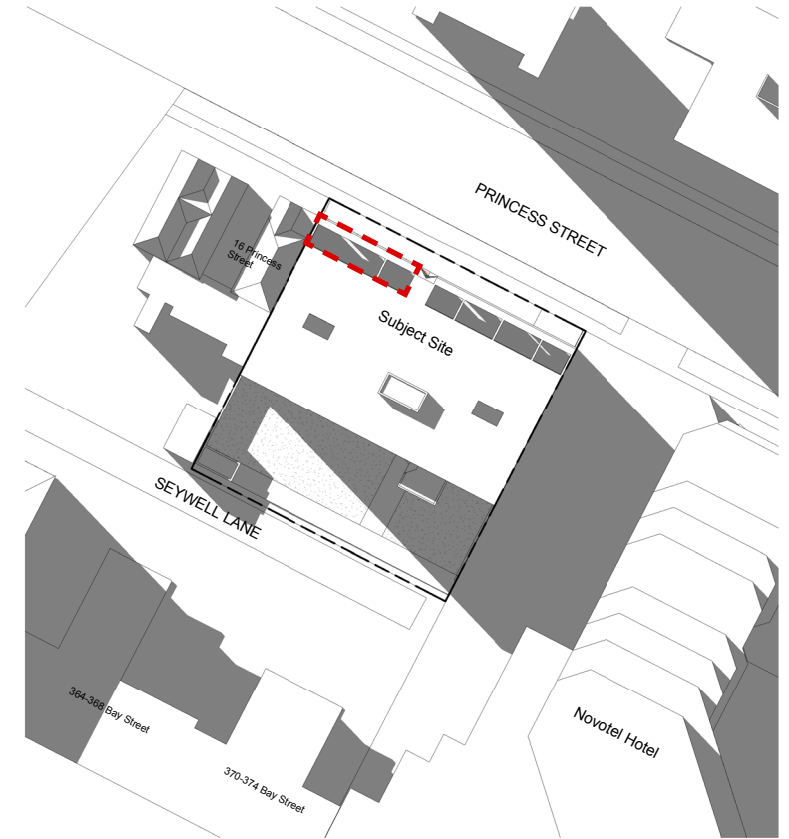 PRINCESS STREET
16 Princess
Street
Subject Site
SEYWELL LANE
364-368 Bay Street
370-374 Bay Street
Novotel Hotel